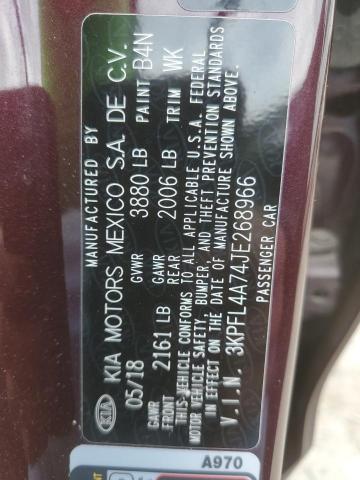 MANUFACTURED BY
KIA KIA MOTORS MEXICO S.A. DE C.V.
05/18 GVWR 3880 LB PAINT B4N
GAWR FRONT 2161 LB GAWR REAR 2006 LB TRIM WK
THIS VEHICLE CONFORMS TO ALL APPLICABLE U.S.A. FEDERAL
MOTOR VEHICLE SAFETY, BUMPER, AND THEFT PREVENTION STANDARDS
IN EFFECT ON THE DATE OF MANUFACTURE SHOWN ABOVE.
V.I.N. 3KPFL4A74JE268966
PASSENGER CAR
A970